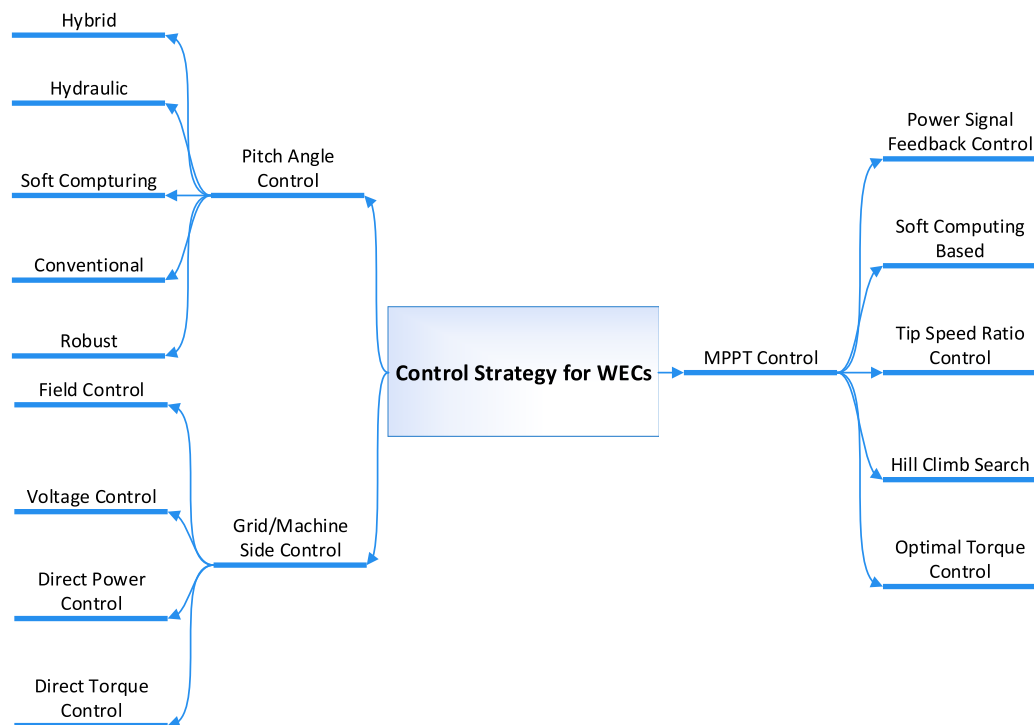 Hybrid
Hydraulic
Soft Compturing
Conventional
Robust
Pitch Angle
Control
Field Control
Voltage Control
Direct Power
Control
Direct Torque
Control
Grid/Machine
Side Control
Control Strategy for WECs
MPPT Control
Power Signal
Feedback Control
Soft Computing
Based
Tip Speed Ratio
Control
Hill Climb Search
Optimal Torque
Control